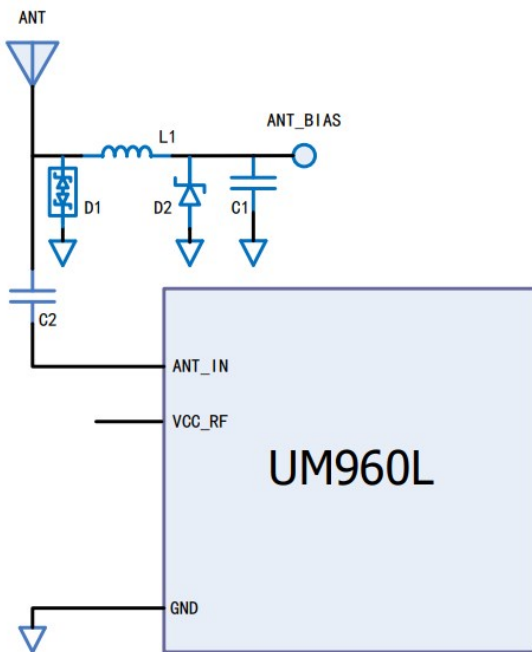 ANT
L1
ANT_BIAS
D1
D2
C1
C2
ANT_IN
VCC_RF
UM960L
GND